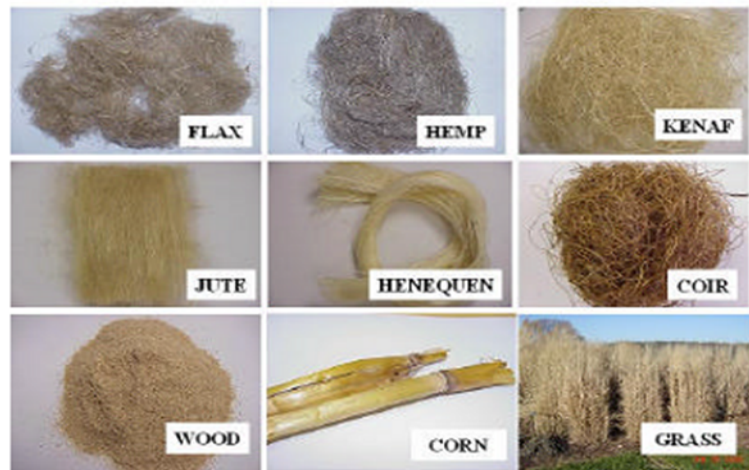 FLAX
HEMP
KENAF
JUTE
HENEQUEN
COIR
WOOD
CORN
GRASS